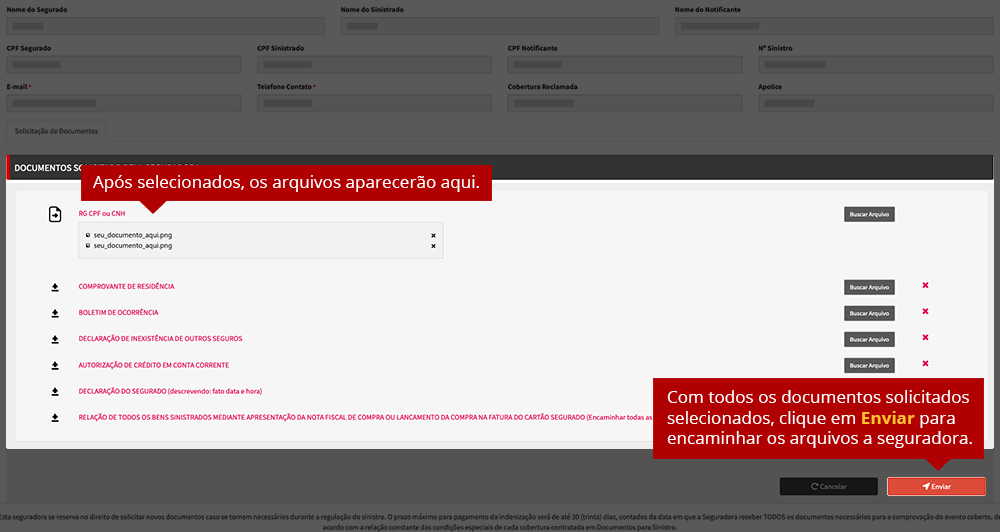 Nome do Segurado
Nome do Sinistrado
Nome do Notificante
CPF Segurado
CPF Sinistrado
CPF Notificante
Nº Sinistro
E-mail *
Telefone Contato *
Cobertura Reclamada
Apolice
Solicitação de Documentos
DOCUMENTOS
Após selecionados, os arquivos aparecerão aqui.
RG CPF ou CNH
Buscar Arquivo
seu_documento_aqui.png
seu_documento_aqui.png
COMPROVANTE DE RESIDÊNCIA
Buscar Arquivo
BOLETIM DE OCORRÊNCIA
Buscar Arquivo
DECLARAÇÃO DE INEXISTÊNCIA DE OUTROS SEGUROS
Buscar Arquivo
AUTORIZAÇÃO DE CRÉDITO EM CONTA CORRENTE
Buscar Arquivo
DECLARAÇÃO DO SEGURADO (descrevendo: fato data e hora)
RELAÇÃO DE TODOS OS BENS SINISTRADOS MEDIANTE APRESENTAÇÃO DA NOTA FISCAL DE COMPRA OU LANCAMENTO DA COMPRA NA FATURA DO CARTÃO SEGURADO (Encaminhar todas as
Com todos os documentos solicitados
selecionados, clique em Enviar para
encaminhar os arquivos a seguradora.
Cancelar
Enviar
Esta seguradora se reserva no direito de solicitar novos documentos caso se tornem necessários durante a regulação do sinistro. O prazo máximo para pagamento da indenização será de até 30 (trinta) dias, contados da data em que a Seguradora receber TODOS os documentos necessários para a comprovação do evento coberto, de
acordo com a relação constante das condições especiais de cada cobertura contratada em Documentos para Sinistro.